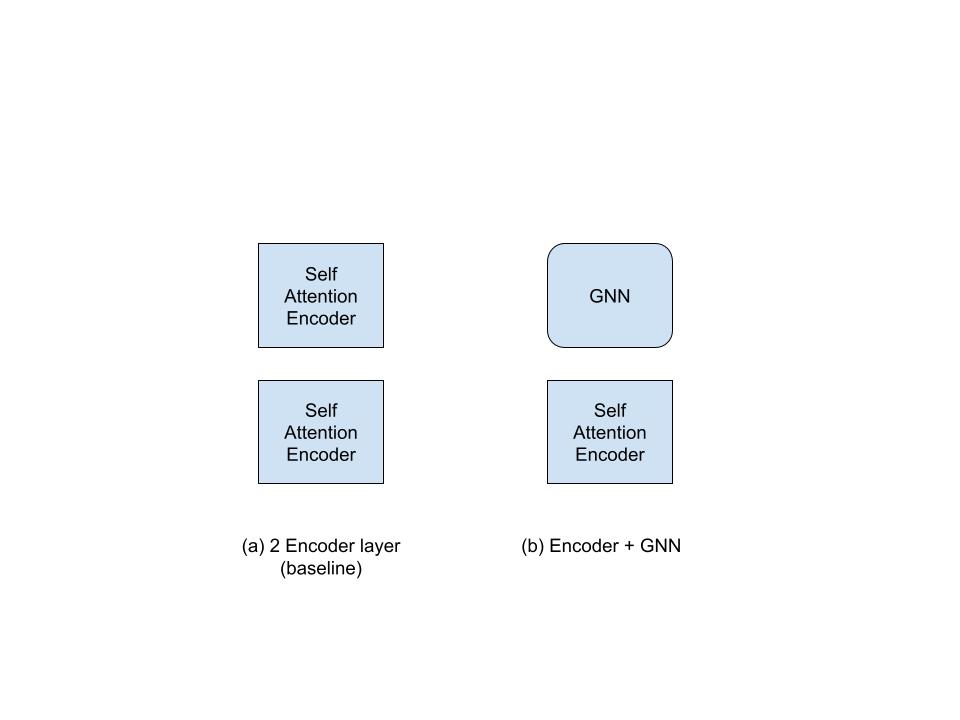 Self
Attention
Encoder
GNN
Self
Attention
Encoder
Self
Attention
Encoder
(a) 2 Encoder layer
(baseline)
(b) Encoder + GNN